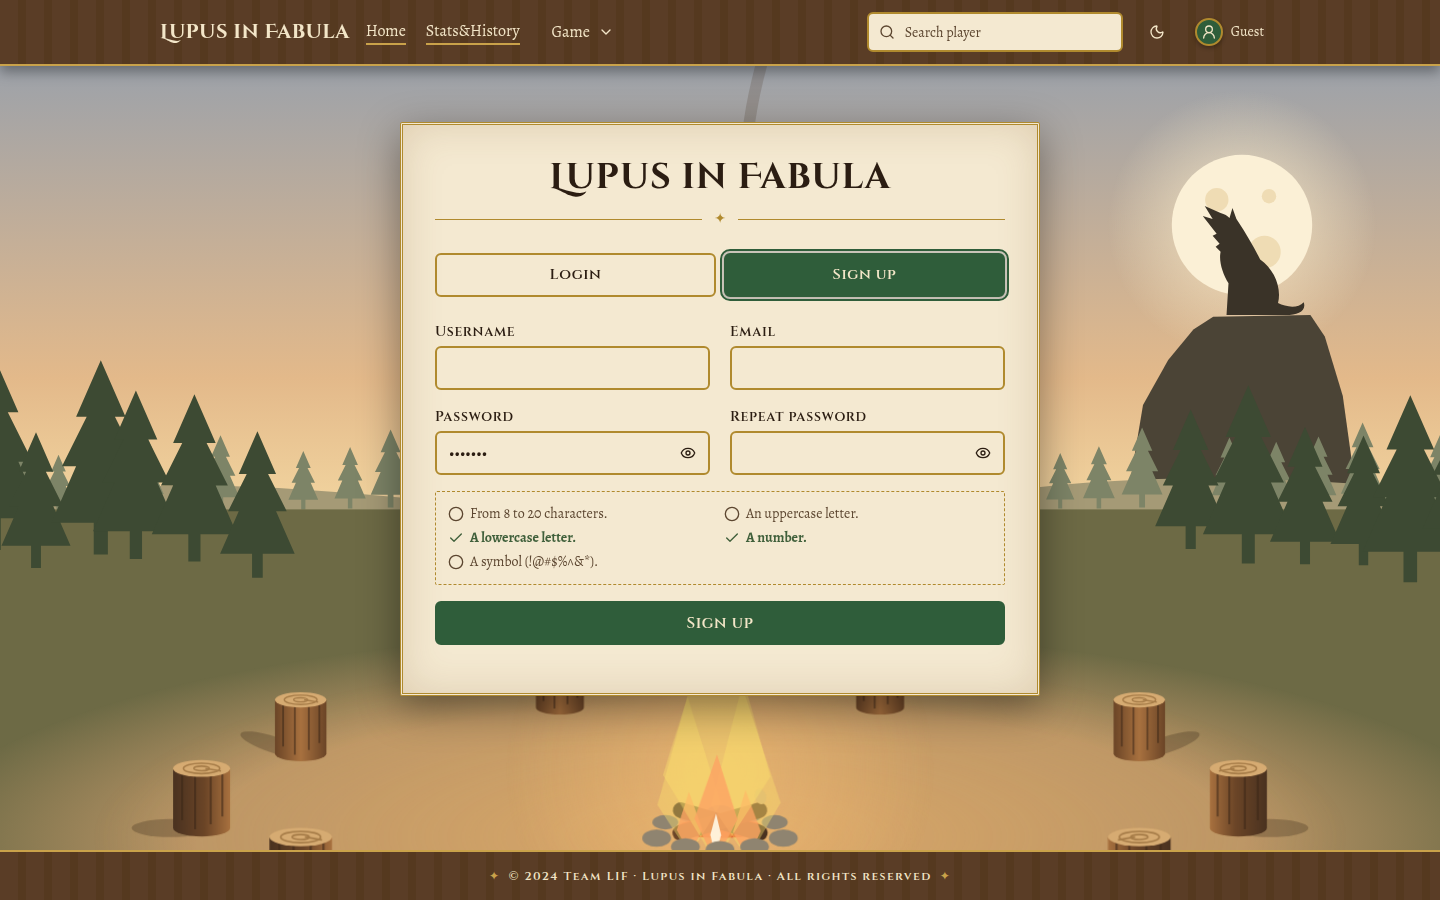 Lupus in Fabula Home Stats&History Game Search player Guest
Lupus in Fabula
Login Sign up
Username Email
Password Repeat password
•••••••
From 8 to 20 characters. An uppercase letter.
A lowercase letter. A number.
A symbol (!@#$%^&*).
Sign up
© 2024 Team LIF · Lupus in Fabula · All rights reserved